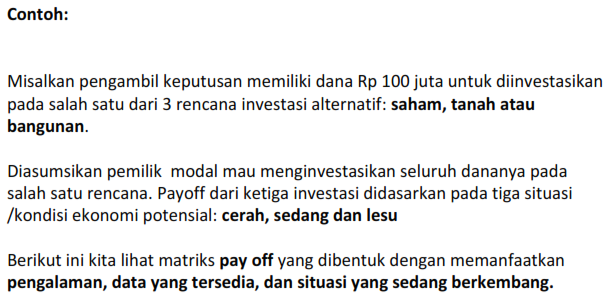 Contoh:
Misalkan pengambil keputusan memiliki dana Rp 100 juta untuk diinvestasikan
pada salah satu dari 3 rencana investasi alternatif: saham, tanah atau
bangunan.
Diasumsikan pemilik modal mau menginvestasikan seluruh dananya pada
salah satu rencana. Payoff dari ketiga investasi didasarkan pada tiga situasi
/kondisi ekonomi potensial: cerah, sedang dan lesu
Berikut ini kita lihat matriks pay off yang dibentuk dengan memanfaatkan
pengalaman, data yang tersedia, dan situasi yang sedang berkembang.